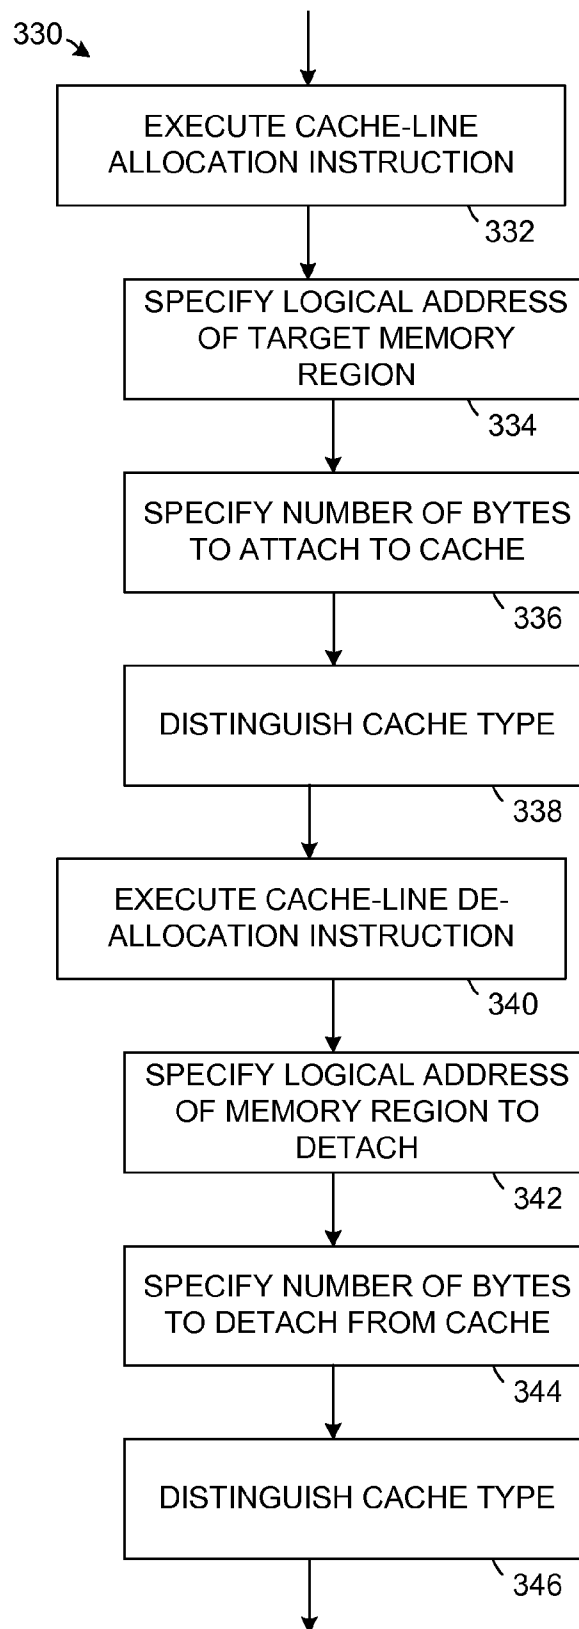 330
EXECUTE CACHE-LINE
ALLOCATION INSTRUCTION
332
SPECIFY LOGICAL ADDRESS
OF TARGET MEMORY
REGION
334
SPECIFY NUMBER OF BYTES
TO ATTACH TO CACHE
336
DISTINGUISH CACHE TYPE
338
EXECUTE CACHE-LINE DE-
ALLOCATION INSTRUCTION
340
SPECIFY LOGICAL ADDRESS
OF MEMORY REGION TO
DETACH
342
SPECIFY NUMBER OF BYTES
TO DETACH FROM CACHE
344
DISTINGUISH CACHE TYPE
346